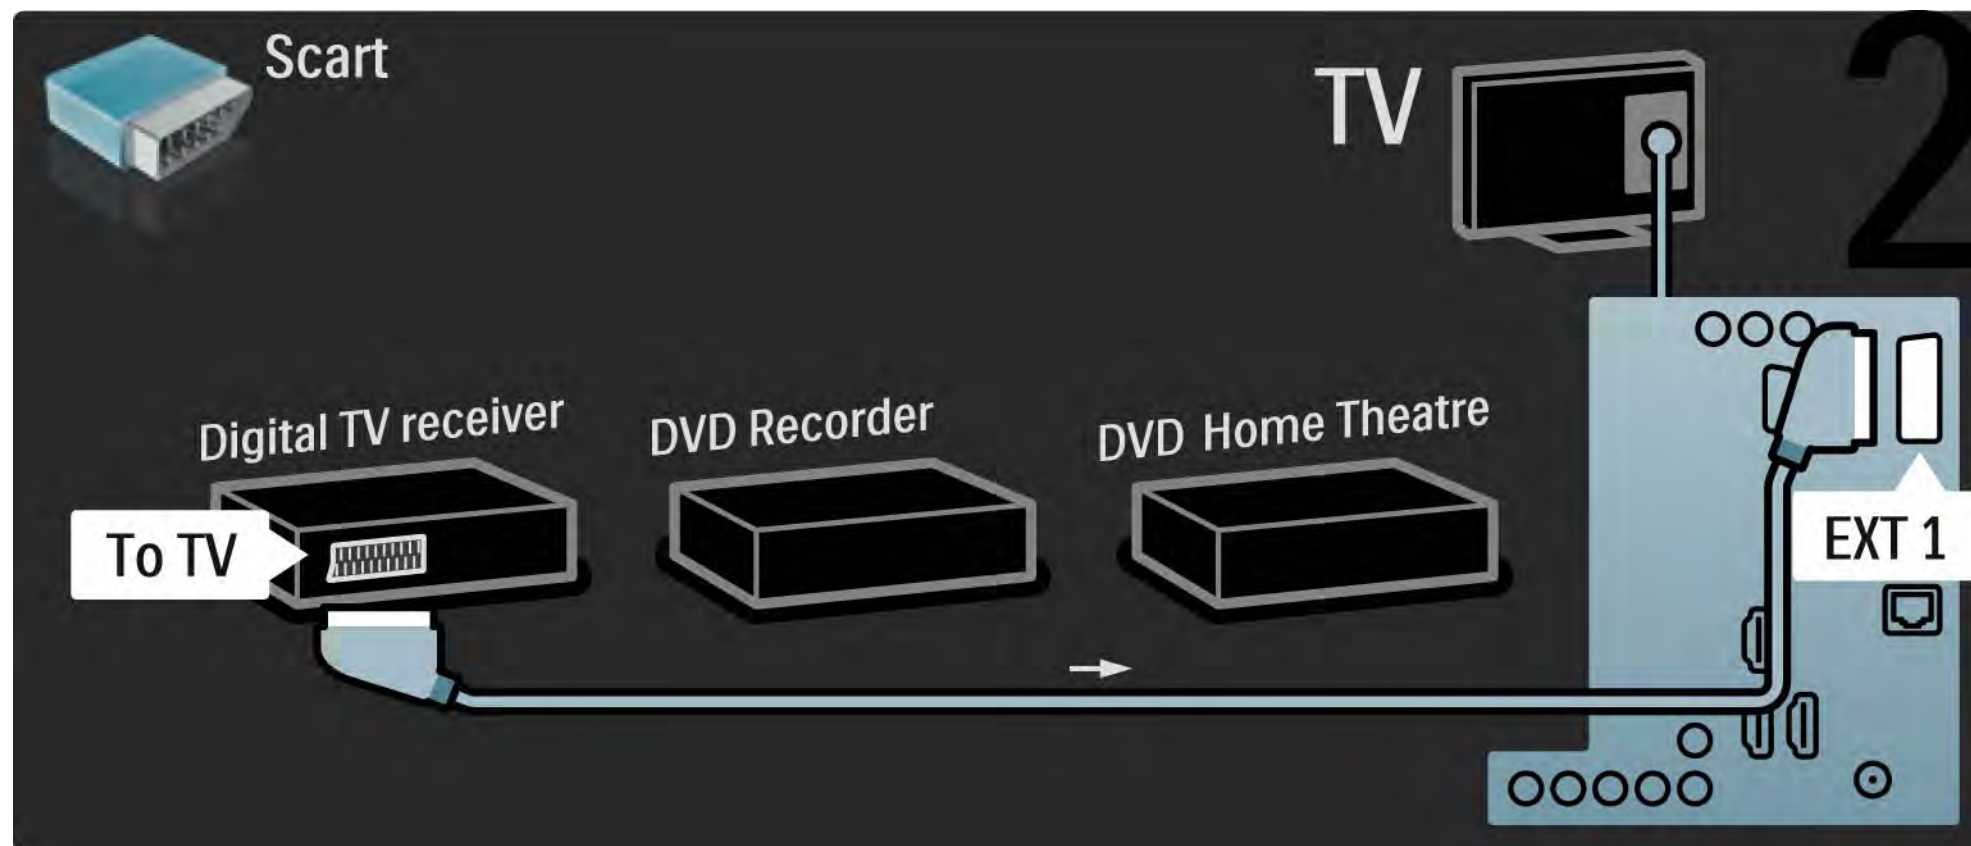 Scart
TV
2
Digital TV receiver
DVD Recorder
DVD Home Theatre
To TV
EXT 1